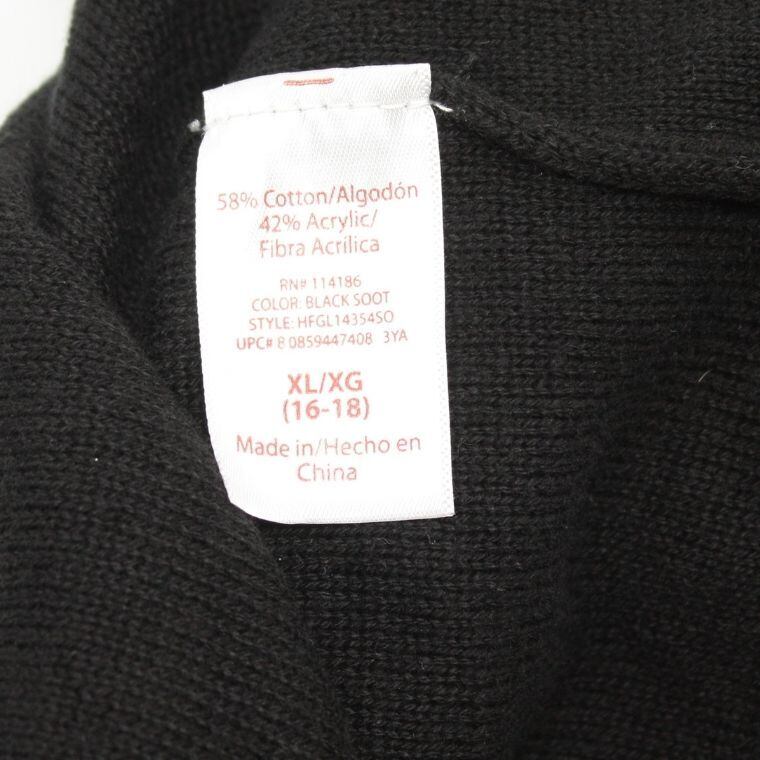 58% Cotton/Algodón
42% Acrylic/
Fibra Acrílica
RN# 114186
COLOR: BLACK SOOT
STYLE: HFGL14354SO
UPC# 8 0859447408 3YA
XL/XG
(16-18)
Made in/Hecho en
China